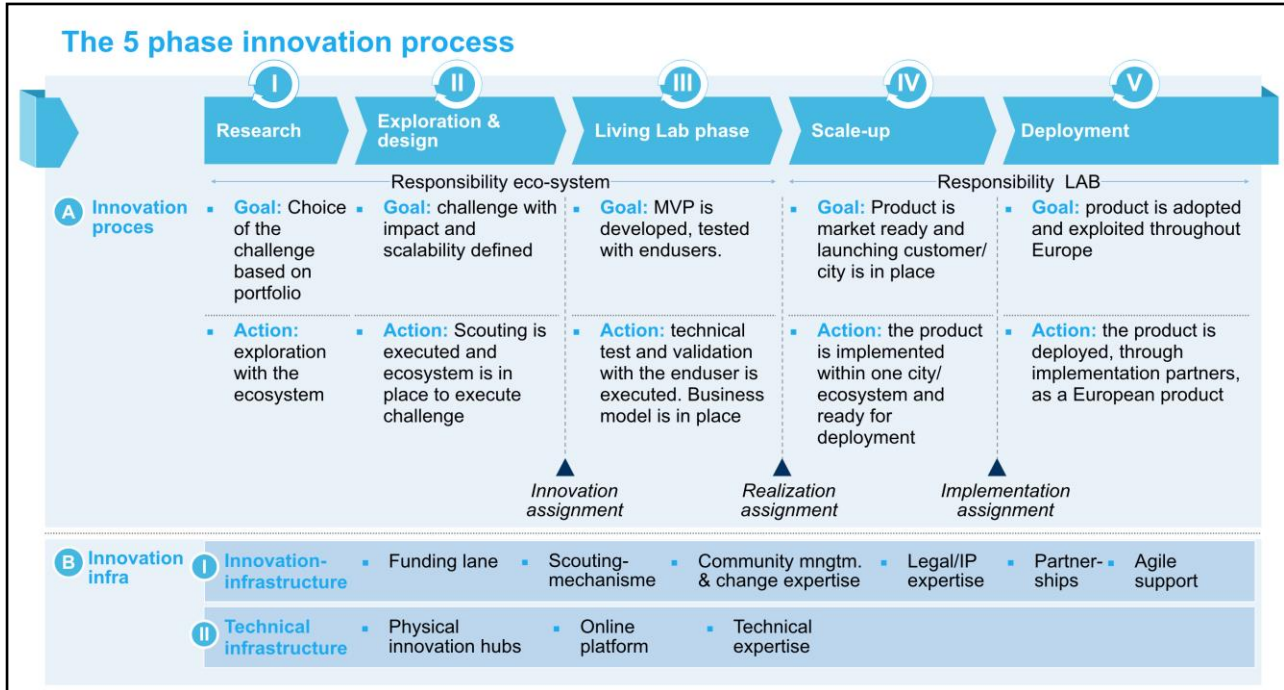 The 5 phase innovation process
I
II
III
IV
V
Research
Exploration &
design
Living Lab phase
Scale-up
Deployment
Responsibility eco-system
Responsibility LAB
A
Innovation
proces
Goal: Choice
of the
challenge
based on
portfolio
Goal: challenge with
impact and
scalability defined
Goal: MVP is
developed, tested
with endusers.
Goal: Product is
market ready and
launching customer/
city is in place
Goal: product is adopted
and exploited throughout
Europe
Action:
exploration
with the
ecosystem
Action: Scouting is
executed and
ecosystem is in
place to execute
challenge
Action: technical
test and validation
with the enduser is
executed. Business
model is in place
Action: the product
is implemented
within one city/
ecosystem and
ready for
deployment
Action: the product is
deployed, through
implementation partners,
as a European product
Innovation
assignment
Realization
assignment
Implementation
assignment
B
Innovation
infra
I
Innovation-
infrastructure
Funding lane
Scouting-
mechanisme
Community mngtm.
& change expertise
Legal/IP
expertise
Partner-
ships
Agile
support
II
Technical
infrastructure
Physical
innovation hubs
Online
platform
Technical
expertise